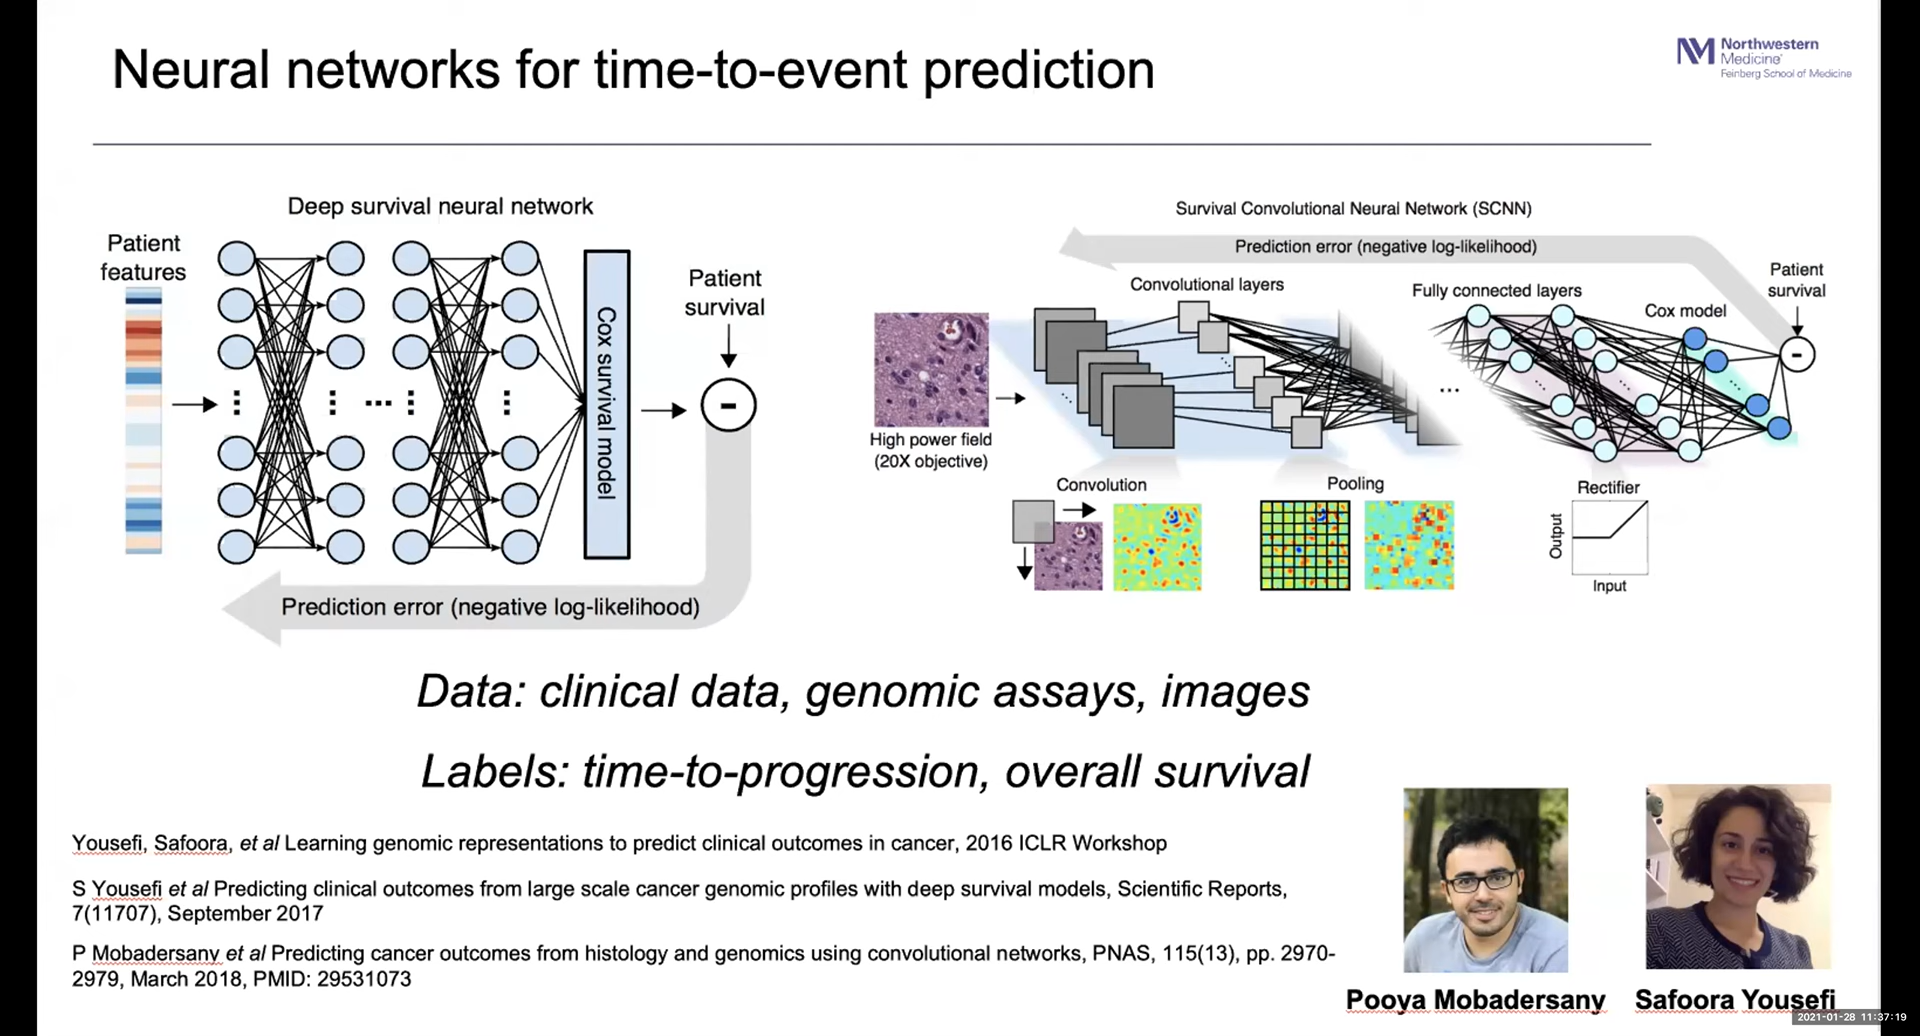 Neural networks for time-to-event prediction
Northwestern
Medicine®
Feinberg School of Medicine
Deep survival neural network
Patient
features
Cox survival model
Patient
survival
-
Prediction error (negative log-likelihood)
Survival Convolutional Neural Network (SCNN)
Prediction error (negative log-likelihood)
Convolutional layers
Fully connected layers
Cox model
Patient
survival
-
High power field
(20X objective)
Convolution
Pooling
Rectifier
Output
Input
Data: clinical data, genomic assays, images
Labels: time-to-progression, overall survival
Yousefi, Safoora, et al Learning genomic representations to predict clinical outcomes in cancer, 2016 ICLR Workshop
S Yousefi et al Predicting clinical outcomes from large scale cancer genomic profiles with deep survival models, Scientific Reports,
7(11707), September 2017
P Mobadersany et al Predicting cancer outcomes from histology and genomics using convolutional networks, PNAS, 115(13), pp. 2970-
2979, March 2018, PMID: 29531073
Pooya Mobadersany
Safoora Yousefi
2021-01-28 11:37:19